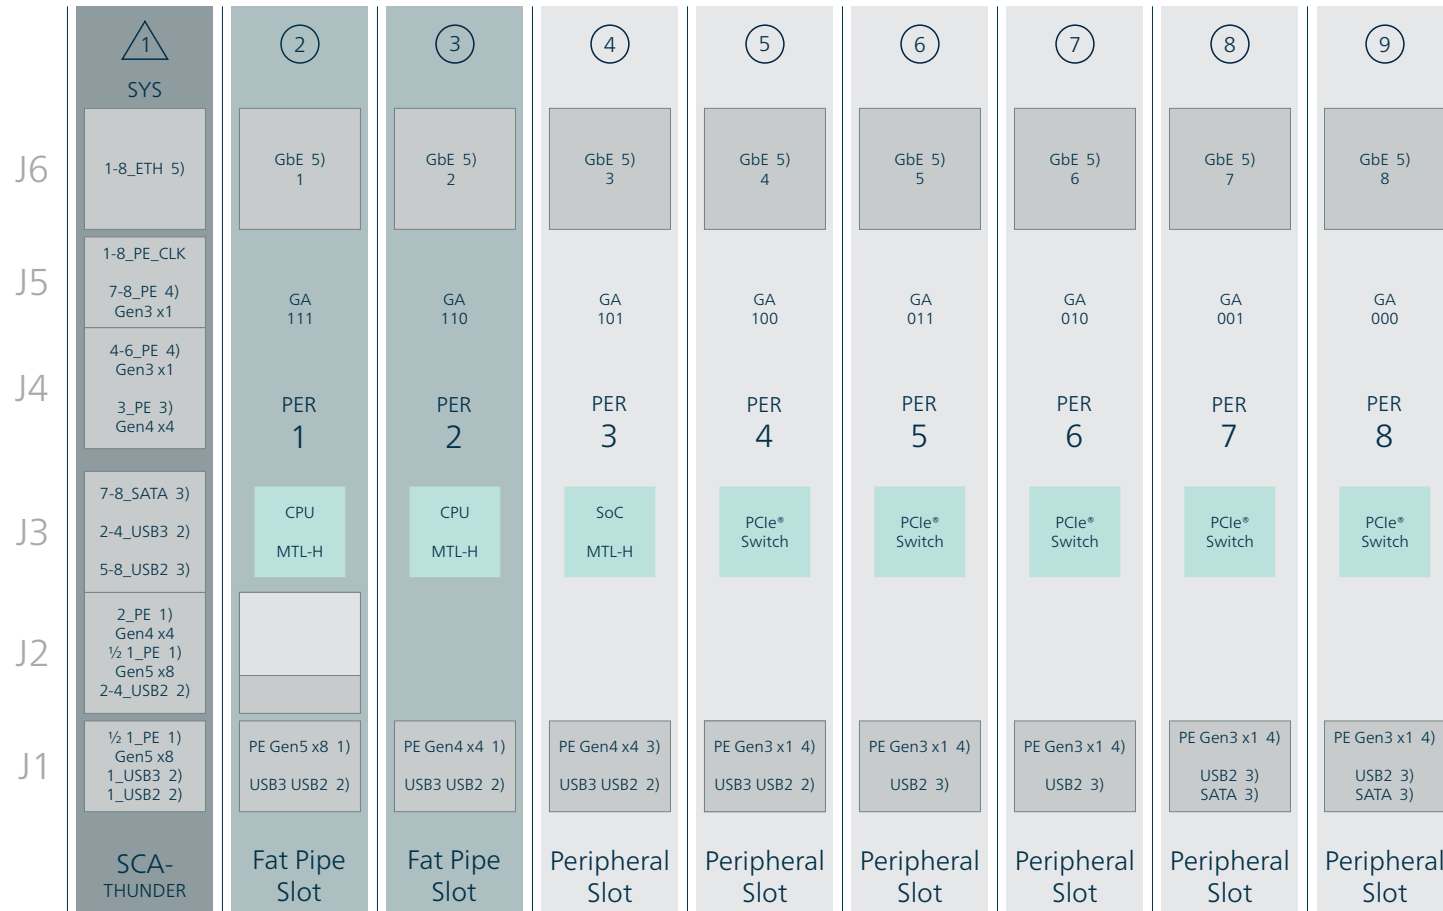 1 2 3 4 5 6 7 8 9
SYS
J6
1-8_ETH 5)
GbE 5)
1
GbE 5)
2
GbE 5)
3
GbE 5)
4
GbE 5)
5
GbE 5)
6
GbE 5)
7
GbE 5)
8
J5
1-8_PE_CLK
7-8_PE 4)
Gen3 x1
GA
111
GA
110
GA
101
GA
100
GA
011
GA
010
GA
001
GA
000
J4
4-6_PE 4)
Gen3 x1
3_PE 3)
Gen4 x4
PER
1
PER
2
PER
3
PER
4
PER
5
PER
6
PER
7
PER
8
J3
7-8_SATA 3)
2-4_USB3 2)
5-8_USB2 3)
CPU
MTL-H
CPU
MTL-H
SoC
MTL-H
PCIe®
Switch
PCIe®
Switch
PCIe®
Switch
PCIe®
Switch
PCIe®
Switch
J2
2_PE 1)
Gen4 x4
½ 1_PE 1)
Gen5 x8
2-4_USB2 2)
J1
½ 1_PE 1)
Gen5 x8
1_USB3 2)
1_USB2 2)
PE Gen5 x8 1)
USB3 USB2 2)
PE Gen4 x4 1)
USB3 USB2 2)
PE Gen4 x4 3)
USB3 USB2 2)
PE Gen3 x1 4)
USB3 USB2 2)
PE Gen3 x1 4)
USB2 3)
PE Gen3 x1 4)
USB2 3)
PE Gen3 x1 4)
USB2 3)
SATA 3)
PE Gen3 x1 4)
USB2 3)
SATA 3)
SCA-
THUNDER
Fat Pipe
Slot
Fat Pipe
Slot
Peripheral
Slot
Peripheral
Slot
Peripheral
Slot
Peripheral
Slot
Peripheral
Slot
Peripheral
Slot